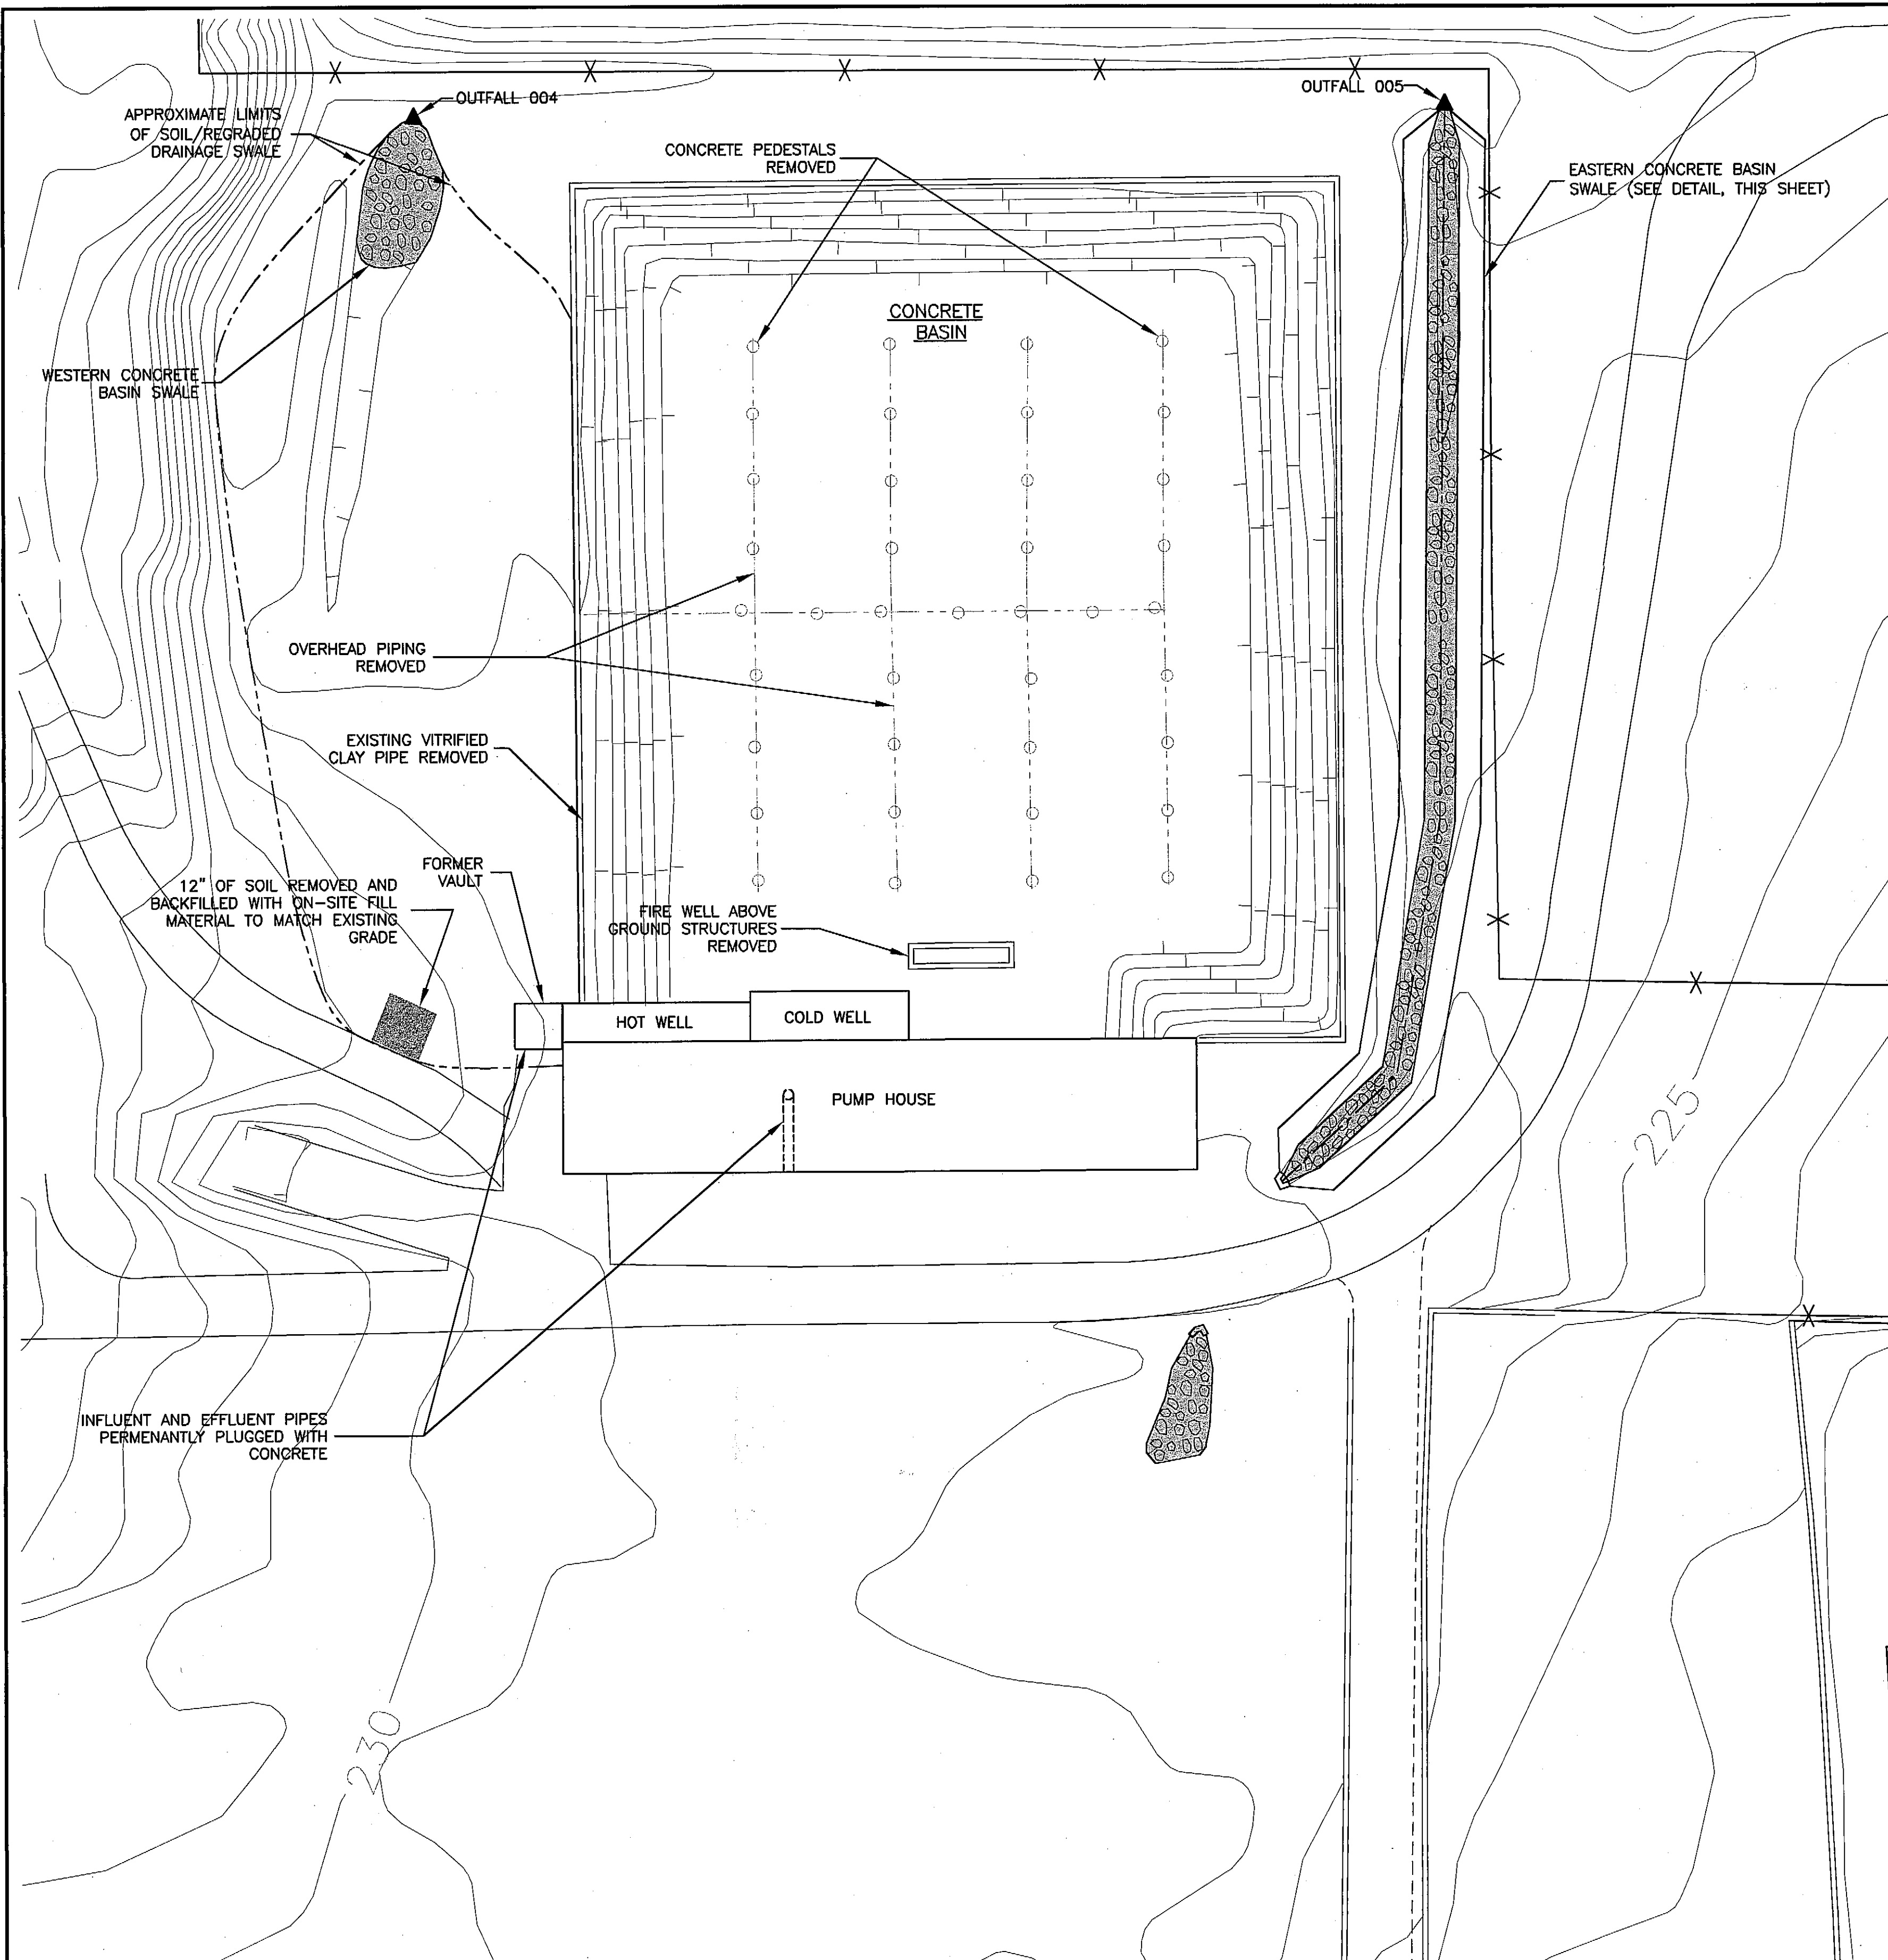 OUTFALL 004
OUTFALL 005
APPROXIMATE LIMITS
OF SOIL/REGRADED
DRAINAGE SWALE
CONCRETE PEDESTALS
REMOVED
EASTERN CONCRETE BASIN
SWALE (SEE DETAIL, THIS SHEET)
CONCRETE
BASIN
WESTERN CONCRETE
BASIN SWALE
OVERHEAD PIPING
REMOVED
EXISTING VITRIFIED
CLAY PIPE REMOVED
FORMER
VAULT
12" OF SOIL REMOVED AND
BACKFILLED WITH ON-SITE FILL
MATERIAL TO MATCH EXISTING
GRADE
FIRE WELL ABOVE
GROUND STRUCTURES
REMOVED
HOT WELL
COLD WELL
PUMP HOUSE
225
INFLUENT AND EFFLUENT PIPES
PERMENANTLY PLUGGED WITH
CONCRETE
230